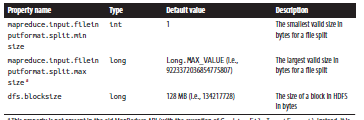 Property name Type Default value Description
mapreduce.input.filein int 1 The smallest valid size in
putformat.split.min bytes for a file split
size
mapreduce.input.filein long Long.MAX_VALUE (i.e., The largest valid size in
putformat.split.max 9223372036854775807) bytes for a file split
size a
dfs.blocksize long 128 MB (i.e., 134217728) The size of a block in HDFS
in bytes